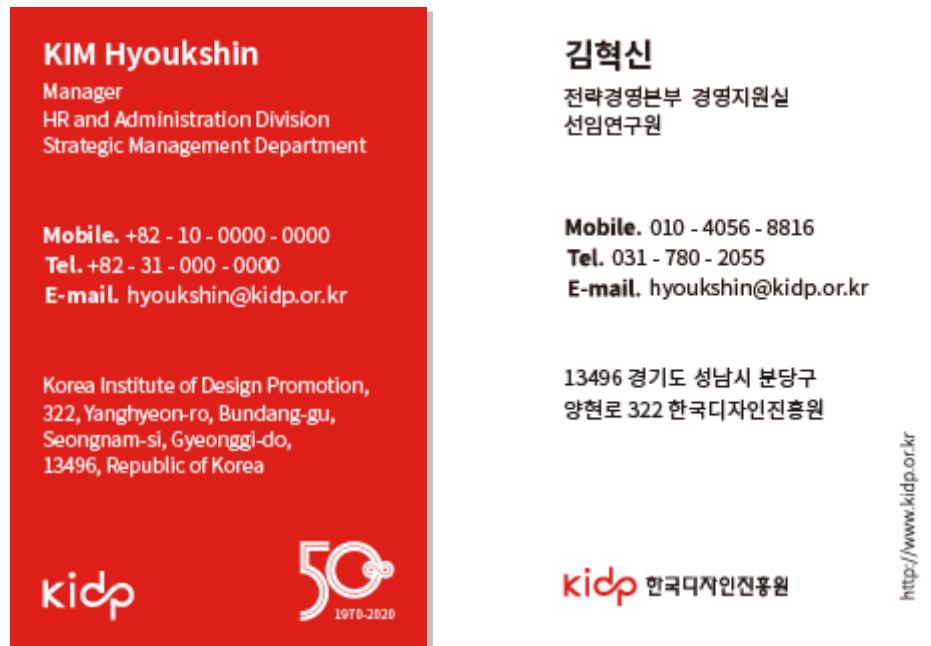 KIM Hyoukshin
Manager
HR and Administration Division
Strategic Management Department
Mobile. +82 - 10 - 0000 - 0000
Tel. +82 - 31 - 000 - 0000
E-mail. hyoukshin@kidp.or.kr
Korea Institute of Design Promotion,
322, Yanghyeon-ro, Bundang-gu,
Seongnam-si, Gyeonggi-do,
13496, Republic of Korea
kidp
50
1970-2020
김혁신
전략경영본부 경영지원실
선임연구원
Mobile. 010 - 4056 - 8816
Tel. 031 - 780 - 2055
E-mail. hyoukshin@kidp.or.kr
13496 경기도 성남시 분당구
양현로 322 한국디자인진흥원
kidp 한국디자인진흥원
http://www.kidp.or.kr